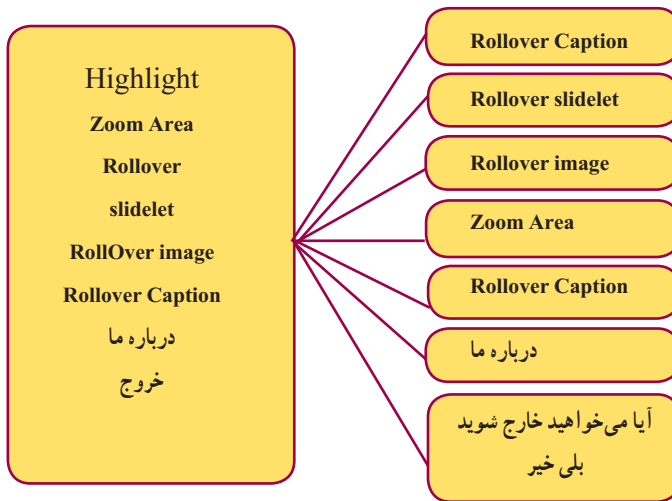 Highlight
Zoom Area
Rollover
slidelet
RollOver image
Rollover Caption
درباره ما
خروج
Rollover Caption
Rollover slidelet
Rollover image
Zoom Area
Rollover Caption
درباره ما
آیا می‌خواهید خارج شوید
بلی خیر